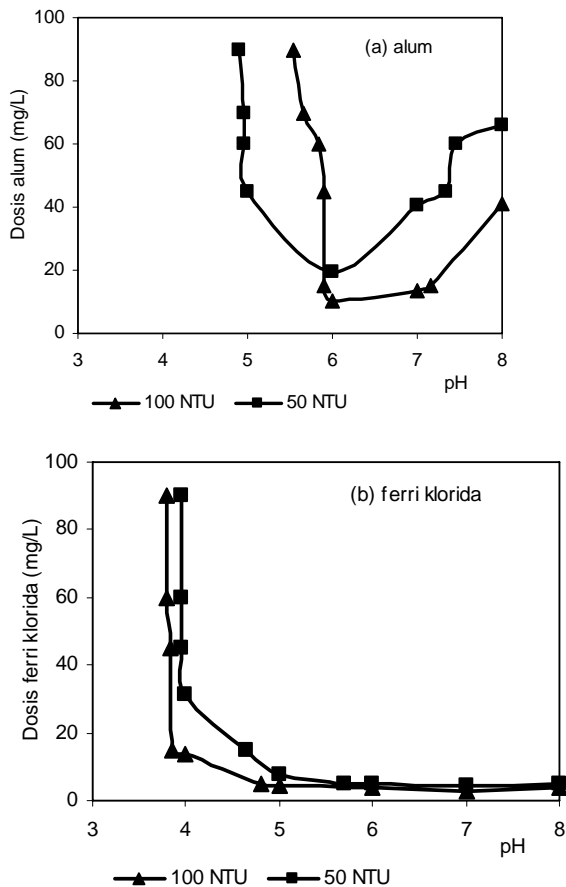 (a) alum
Dosis alum (mg/L)
100
80
60
40
20
0
3 4 5 6 7 8
pH
100 NTU 50 NTU
(b) ferri klorida
Dosis ferri klorida (mg/L)
100
80
60
40
20
0
3 4 5 6 7 8
pH
100 NTU 50 NTU